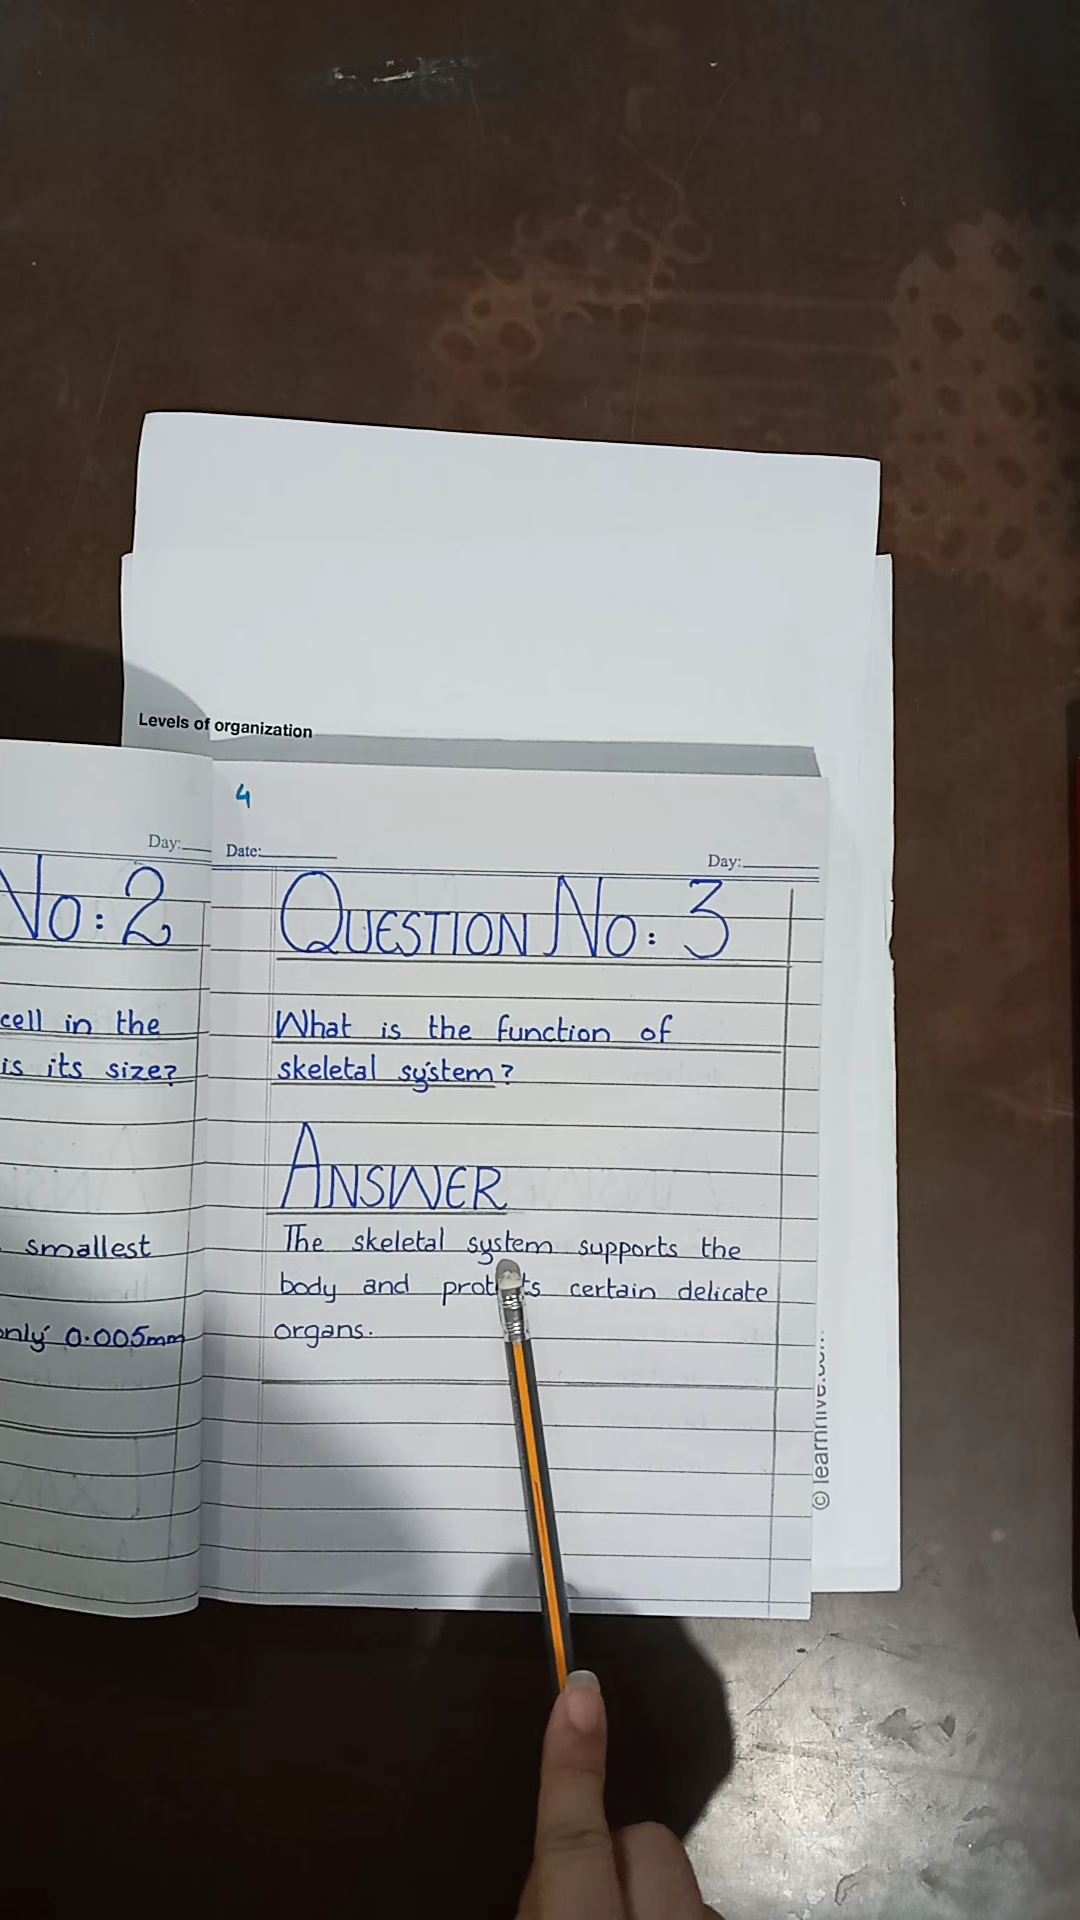 Levels of organization
Day:
No: 2
cell in the
is its size?
smallest
only 0.005mm
4
Date:
Day:
QUESTION No: 3
What is the function of
skeletal system?
ANSWER
The skeletal system supports the
body and protects certain delicate
organs.
© learnhive.com